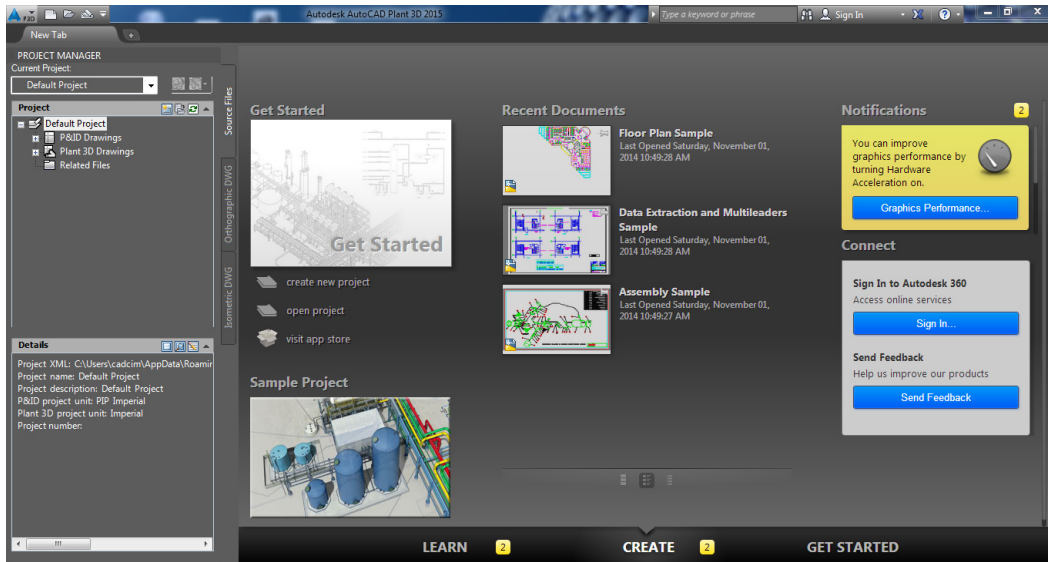 P3D
Autodesk AutoCAD Plant 3D 2015
Type a keyword or phrase
Sign In
New Tab
PROJECT MANAGER
Current Project:
Default Project
Project
Default Project
P&ID Drawings
Plant 3D Drawings
Related Files
Source Files
Orthographic DWG
Isometric DWG
Details
Project XML: C:\Users\cadcim\AppData\Roamir
Project name: Default Project
Project description: Default Project
P&ID project unit: PIP Imperial
Plant 3D project unit: Imperial
Project number:
Get Started
Get Started
create new project
open project
visit app store
Sample Project
Recent Documents
Floor Plan Sample
Last Opened Saturday, November 01,
2014 10:49:28 AM
Data Extraction and Multileaders
Sample
Last Opened Saturday, November 01,
2014 10:49:28 AM
Assembly Sample
Last Opened Saturday, November 01,
2014 10:49:27 AM
Notifications
2
You can improve
graphics performance by
turning Hardware
Acceleration on.
Graphics Performance...
Connect
Sign In to Autodesk 360
Access online services
Sign In...
Send Feedback
Help us improve our products
Send Feedback
LEARN 2
CREATE 2
GET STARTED